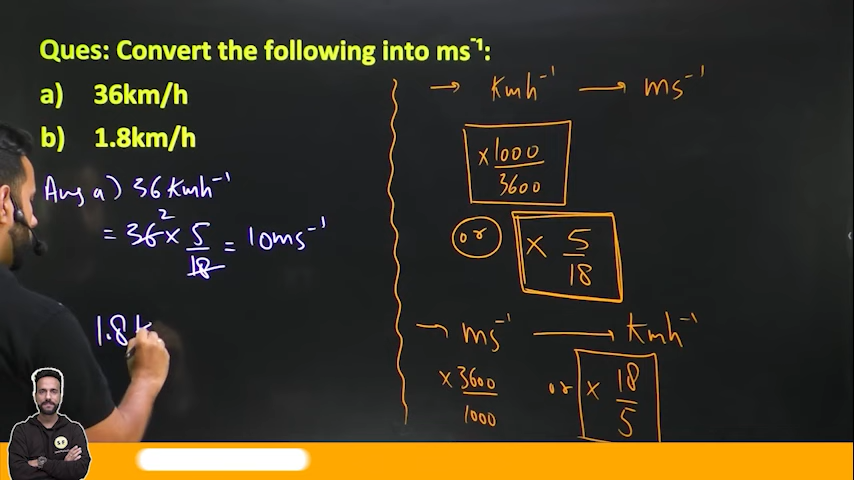 Ques: Convert the following into ms⁻¹:
a) 36km/h
b) 1.8km/h
Ans a) 36 Kmh⁻¹
= 36² × 5/18 = 10ms⁻¹
1.8 k
→ Kmh⁻¹ → ms⁻¹
× 1000/3600
or × 5/18
→ ms⁻¹ → Kmh⁻¹
× 3600/1000 or × 18/5